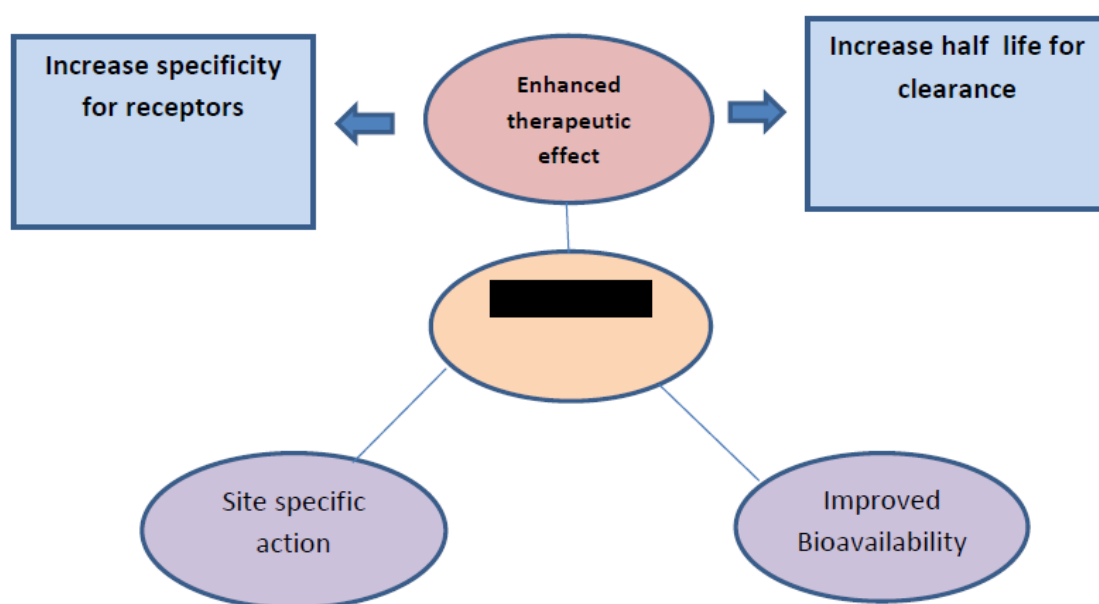 Increase specificity
for receptors
Enhanced
therapeutic
effect
Increase half life for
clearance
Site specific
action
Improved
Bioavailability